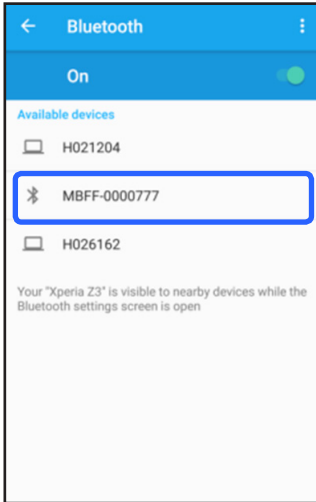 Bluetooth
On
Available devices
H021204
MBFF-0000777
H026162
Your "Xperia Z3" is visible to nearby devices while the
Bluetooth settings screen is open